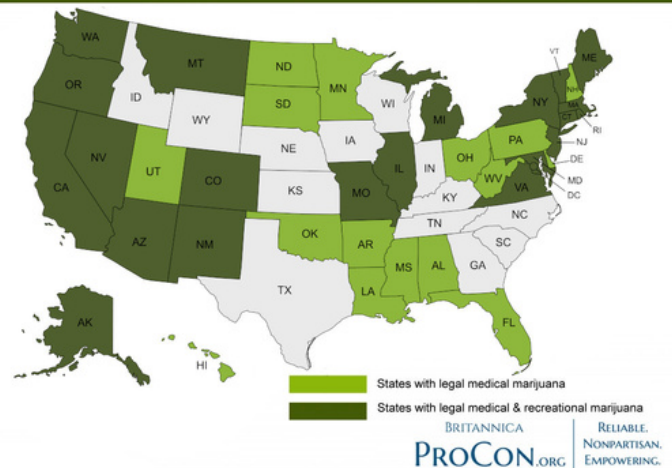 WA
MT
ND
MN
VT
ME
OR
ID
SD
WI
NH
WY
MI
NY
MA
CT
RI
NV
UT
NE
IA
PA
NJ
CA
CO
IL
IN
OH
DE
KS
MO
WV
VA
MD
KY
DC
AZ
NM
OK
AR
TN
NC
SC
TX
MS
AL
GA
LA
AK
HI
FL
States with legal medical marijuana
States with legal medical & recreational marijuana
BRITANNICA
PROCON.ORG
RELIABLE.
NONPARTISAN.
EMPOWERING.